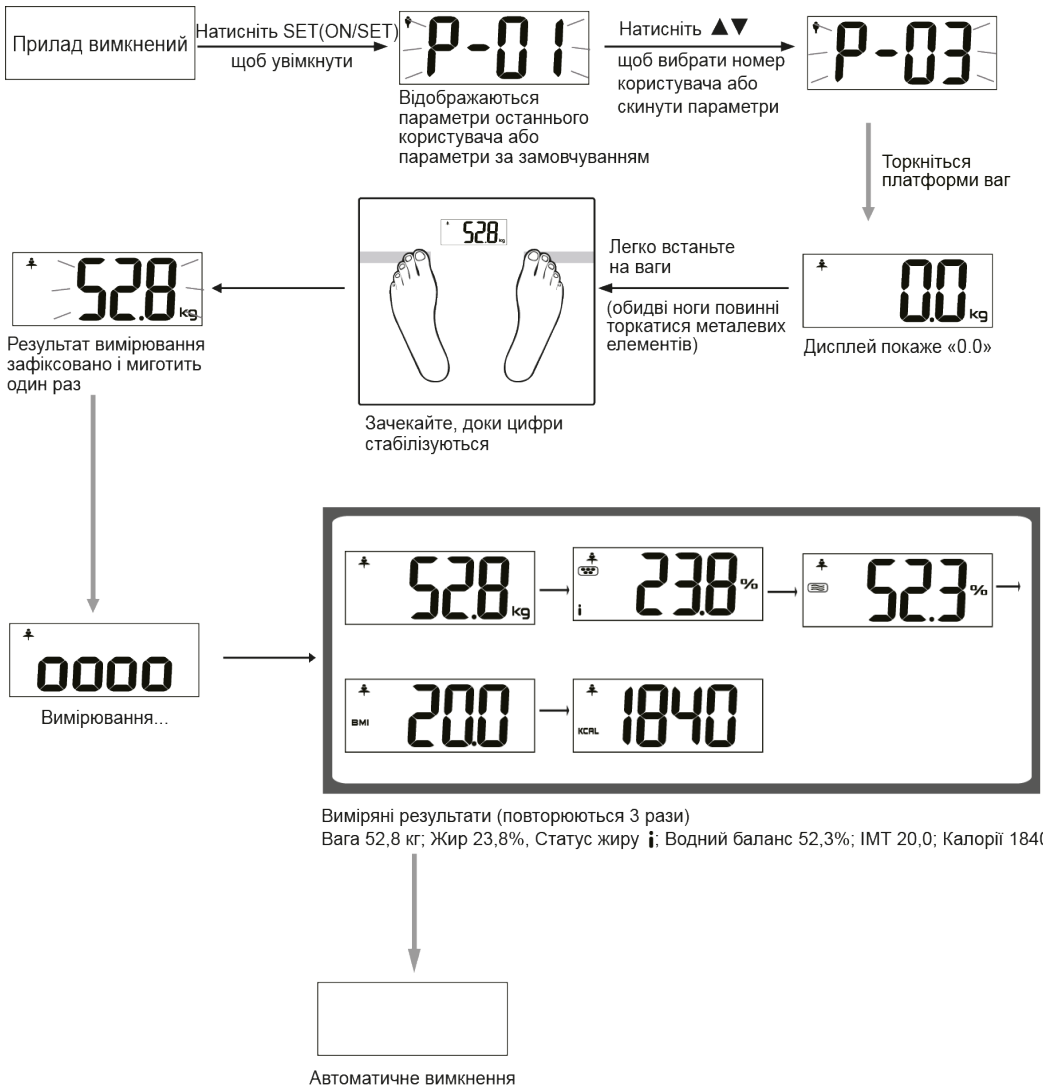 Прилад вимкнений
Натисніть SET(ON/SET)
щоб увімкнути
P-01
Відображаються
параметри останнього
користувача або
параметри за замовчуванням
Натисніть ▲▼
щоб вибрати номер
користувача або
скинути параметри
P-03
Торкніться
платформи ваг
0.0 kg
Дисплей покаже «0.0»
Легко встаньте
на ваги
(обидві ноги повинні
торкатися металевих
елементів)
52.8 kg
Зачекайте, доки цифри
стабілізуються
52.8 kg
Результат вимірювання
зафіксовано і миготить
один раз
oooo
Вимірювання...
52.8 kg
i 23.8 %
52.3 %
BMI 20.0
KCAL 1840
Виміряні результати (повторюються 3 рази)
Вага 52,8 кг; Жир 23,8%, Статус жиру i; Водний баланс 52,3%; ІМТ 20,0; Калорії 1840
Автоматичне вимкнення